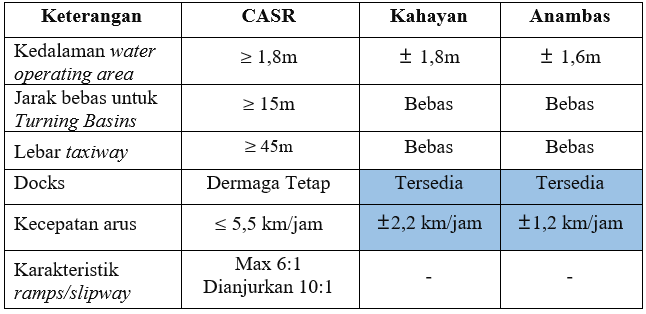 Keterangan CASR Kahayan Anambas
Kedalaman water
operating area ≥ 1,8m ± 1,8m ± 1,6m
Jarak bebas untuk
Turning Basins ≥ 15m Bebas Bebas
Lebar taxiway ≥ 45m Bebas Bebas
Docks Dermaga Tetap Tersedia Tersedia
Kecepatan arus ≤ 5,5 km/jam ±2,2 km/jam ±1,2 km/jam
Karakteristik
ramps/slipway Max 6:1
Dianjurkan 10:1 - -